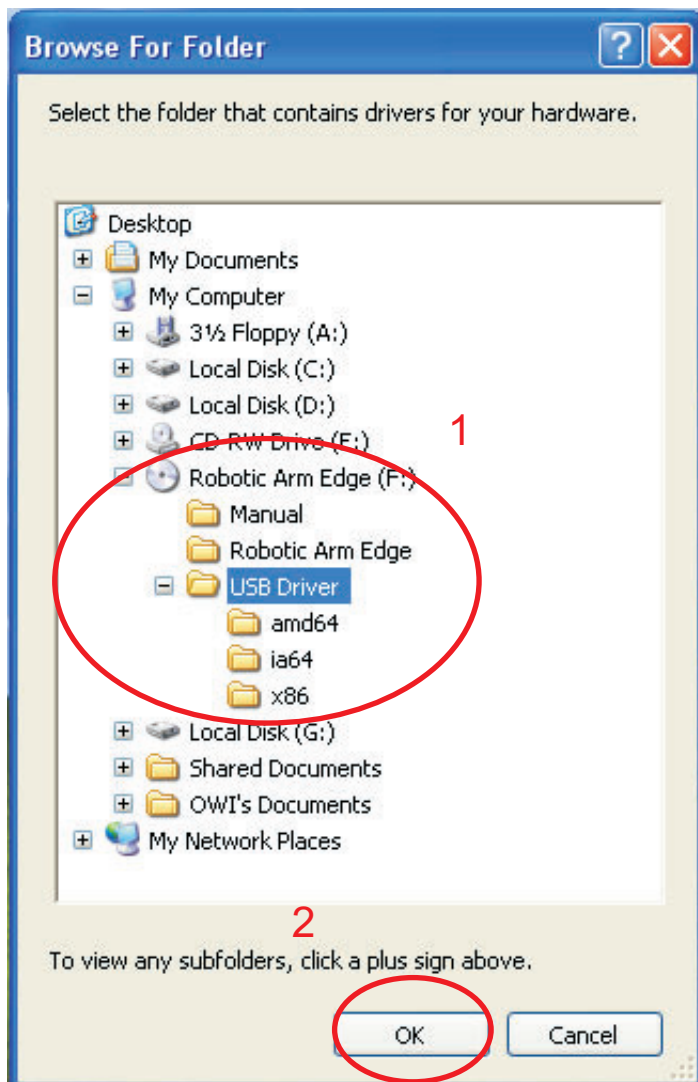 Browse For Folder
Select the folder that contains drivers for your hardware.
Desktop
My Documents
My Computer
3½ Floppy (A:)
Local Disk (C:)
Local Disk (D:)
1
CD-RW Drive (E:)
Robotic Arm Edge (F:)
Manual
Robotic Arm Edge
USB Driver
amd64
ia64
x86
Local Disk (G:)
Shared Documents
OWI's Documents
My Network Places
2
To view any subfolders, click a plus sign above.
OK Cancel